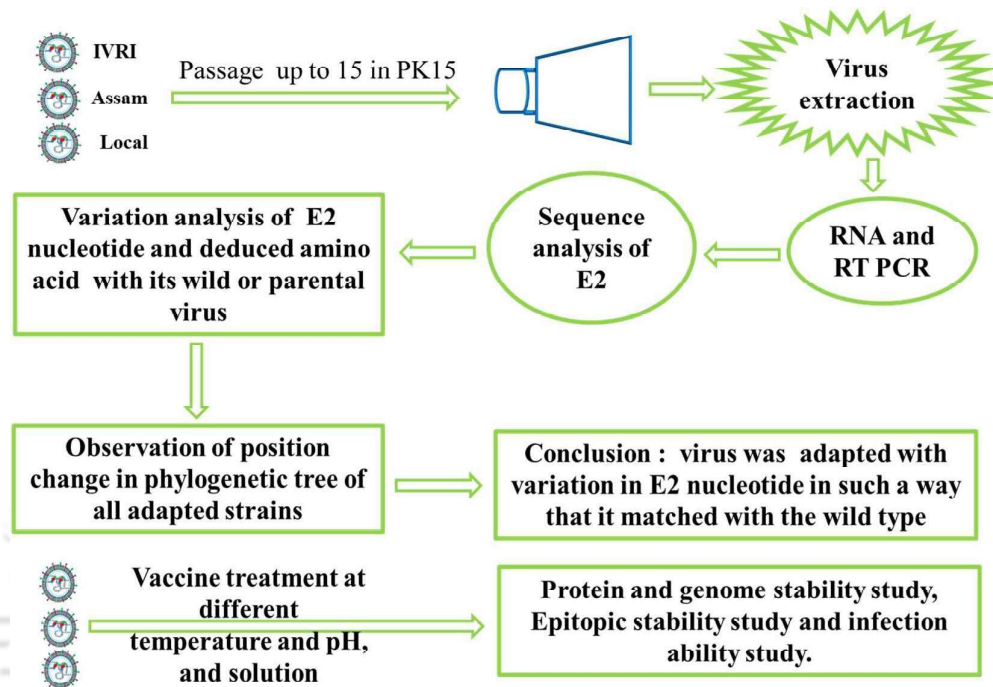 IVRI
Assam
Local
Passage up to 15 in PK15
Virus
extraction
RNA and
RT PCR
Sequence
analysis of
E2
Variation analysis of E2
nucleotide and deduced amino
acid with its wild or parental
virus
Observation of position
change in phylogenetic tree of
all adapted strains
Conclusion : virus was adapted with
variation in E2 nucleotide in such a way
that it matched with the wild type
Vaccine treatment at
different
temperature and pH,
and solution
Protein and genome stability study,
Epitopic stability study and infection
ability study.